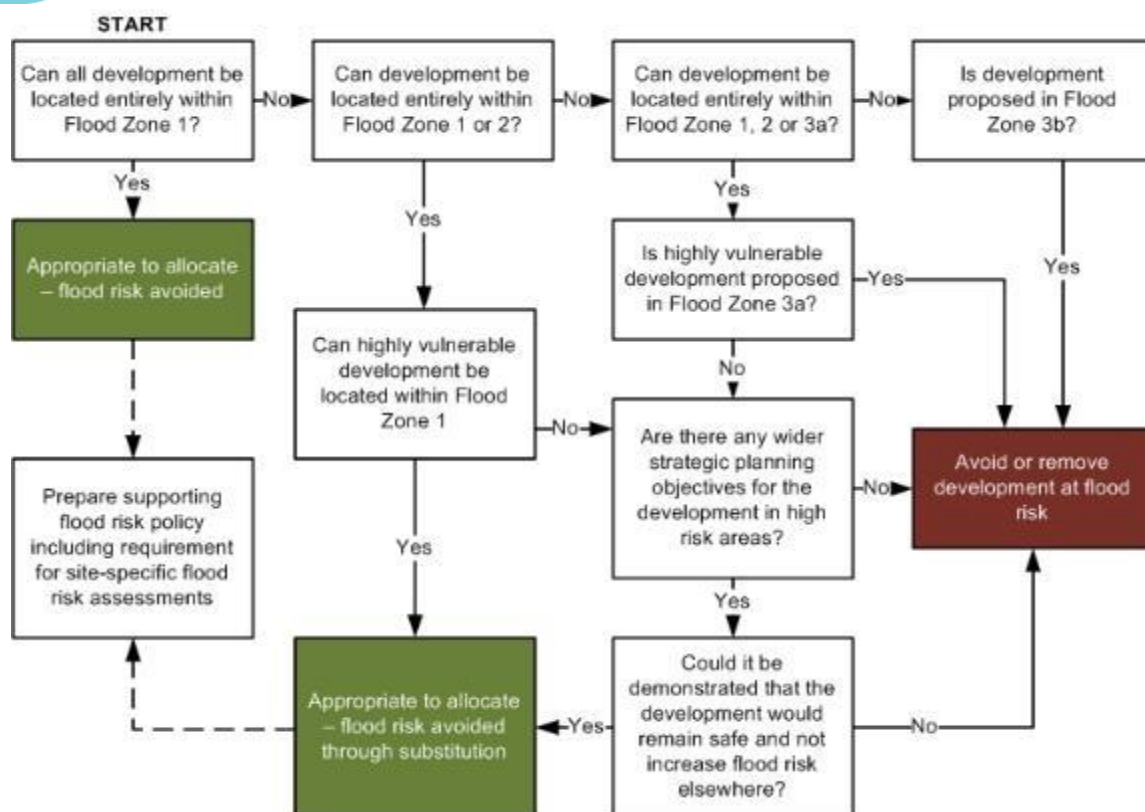 START
Can all development be
located entirely within
Flood Zone 1?
No
Can development be
located entirely within
Flood Zone 1 or 2?
No
Can development be
located entirely within
Flood Zone 1, 2 or 3a?
No
Is development
proposed in Flood
Zone 3b?
Yes
Yes
Yes
Yes
Appropriate to allocate
– flood risk avoided
Is highly vulnerable
development proposed
in Flood Zone 3a?
Yes
No
Can highly vulnerable
development be
located within Flood
Zone 1
No
Yes
Are there any wider
strategic planning
objectives for the
development in high
risk areas?
No
Yes
Avoid or remove
development at flood
risk
Prepare supporting
flood risk policy
including requirement
for site-specific flood
risk assessments
Appropriate to allocate
– flood risk avoided
through substitution
Yes
Could it be
demonstrated that the
development would
remain safe and not
increase flood risk
elsewhere?
No